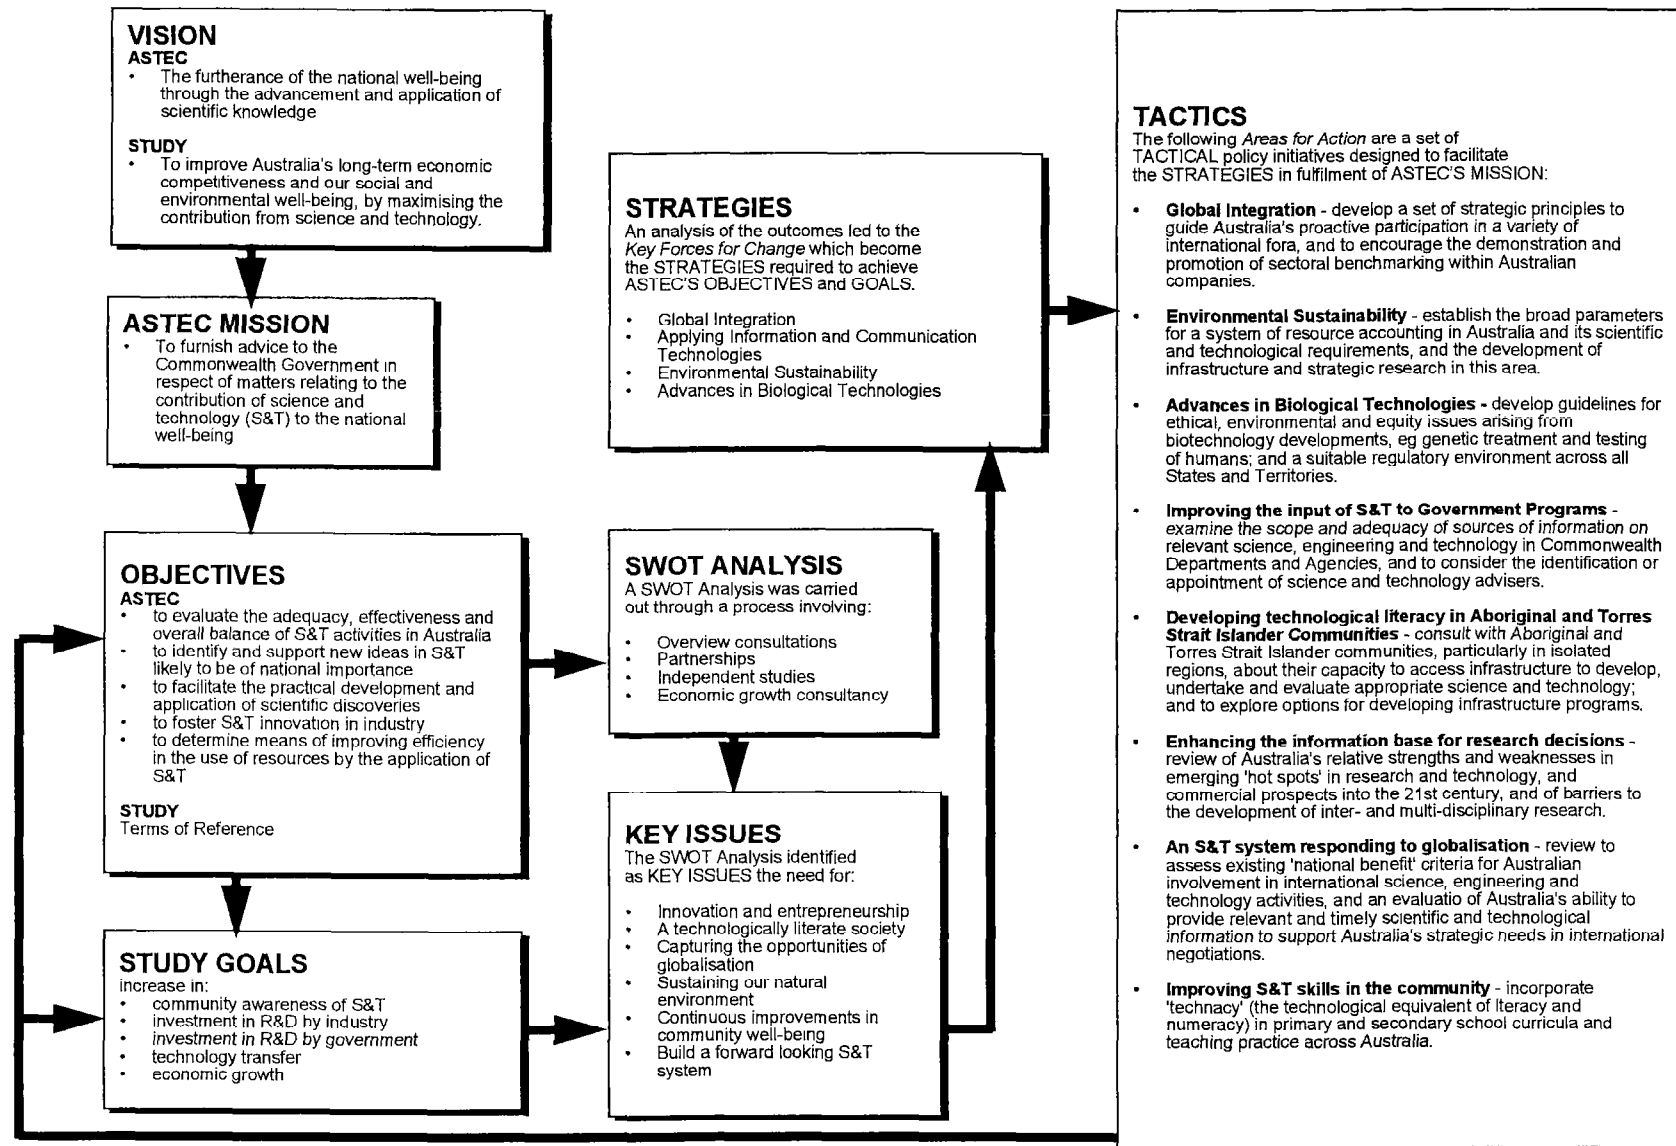 VISION
ASTEC
• The furtherance of the national well-being
through the advancement and application of
scientific knowledge
STUDY
• To improve Australia's long-term economic
competitiveness and our social and
environmental well-being, by maximising the
contribution from science and technology.
ASTEC MISSION
• To furnish advice to the
Commonwealth Government in
respect of matters relating to the
contribution of science and
technology (S&T) to the national
well-being
OBJECTIVES
ASTEC
• to evaluate the adequacy, effectiveness and
overall balance of S&T activities in Australia
• to identify and support new ideas in S&T
likely to be of national importance
• to facilitate the practical development and
application of scientific discoveries
• to foster S&T innovation in industry
• to determine means of improving efficiency
in the use of resources by the application of
S&T
STUDY
Terms of Reference
STUDY GOALS
increase in:
• community awareness of S&T
• investment in R&D by industry
• investment in R&D by government
• technology transfer
• economic growth
STRATEGIES
An analysis of the outcomes led to the
Key Forces for Change which become
the STRATEGIES required to achieve
ASTEC'S OBJECTIVES and GOALS.
• Global Integration
• Applying Information and Communication
Technologies
• Environmental Sustainability
• Advances in Biological Technologies
SWOT ANALYSIS
A SWOT Analysis was carried
out through a process involving:
• Overview consultations
• Partnerships
• Independent studies
• Economic growth consultancy
KEY ISSUES
The SWOT Analysis identified
as KEY ISSUES the need for:
• Innovation and entrepreneurship
• A technologically literate society
• Capturing the opportunities of
globalisation
• Sustaining our natural
environment
• Continuous improvements in
community well-being
• Build a forward looking S&T
system
TACTICS
The following Areas for Action are a set of
TACTICAL policy initiatives designed to facilitate
the STRATEGIES in fulfilment of ASTEC'S MISSION:
• Global Integration - develop a set of strategic principles to
guide Australia's proactive participation in a variety of
international fora, and to encourage the demonstration and
promotion of sectoral benchmarking within Australian
companies.
• Environmental Sustainability - establish the broad parameters
for a system of resource accounting in Australia and its scientific
and technological requirements, and the development of
infrastructure and strategic research in this area.
• Advances in Biological Technologies - develop guidelines for
ethical, environmental and equity issues arising from
biotechnology developments, eg genetic treatment and testing
of humans; and a suitable regulatory environment across all
States and Territories.
• Improving the input of S&T to Government Programs -
examine the scope and adequacy of sources of information on
relevant science, engineering and technology in Commonwealth
Departments and Agencies, and to consider the identification or
appointment of science and technology advisers.
• Developing technological literacy in Aboriginal and Torres
Strait Islander Communities - consult with Aboriginal and
Torres Strait Islander communities, particularly in isolated
regions, about their capacity to access infrastructure to develop,
undertake and evaluate appropriate science and technology;
and to explore options for developing infrastructure programs.
• Enhancing the information base for research decisions -
review of Australia's relative strengths and weaknesses in
emerging 'hot spots' in research and technology, and
commercial prospects into the 21st century, and of barriers to
the development of inter- and multi-disciplinary research.
• An S&T system responding to globalisation - review to
assess existing 'national benefit' criteria for Australian
involvement in international science, engineering and
technology activities, and an evaluatio of Australia's ability to
provide relevant and timely scientific and technological
information to support Australia's strategic needs in international
negotiations.
• Improving S&T skills in the community - incorporate
'technacy' (the technological equivalent of lteracy and
numeracy) in primary and secondary school curricula and
teaching practice across Australia.